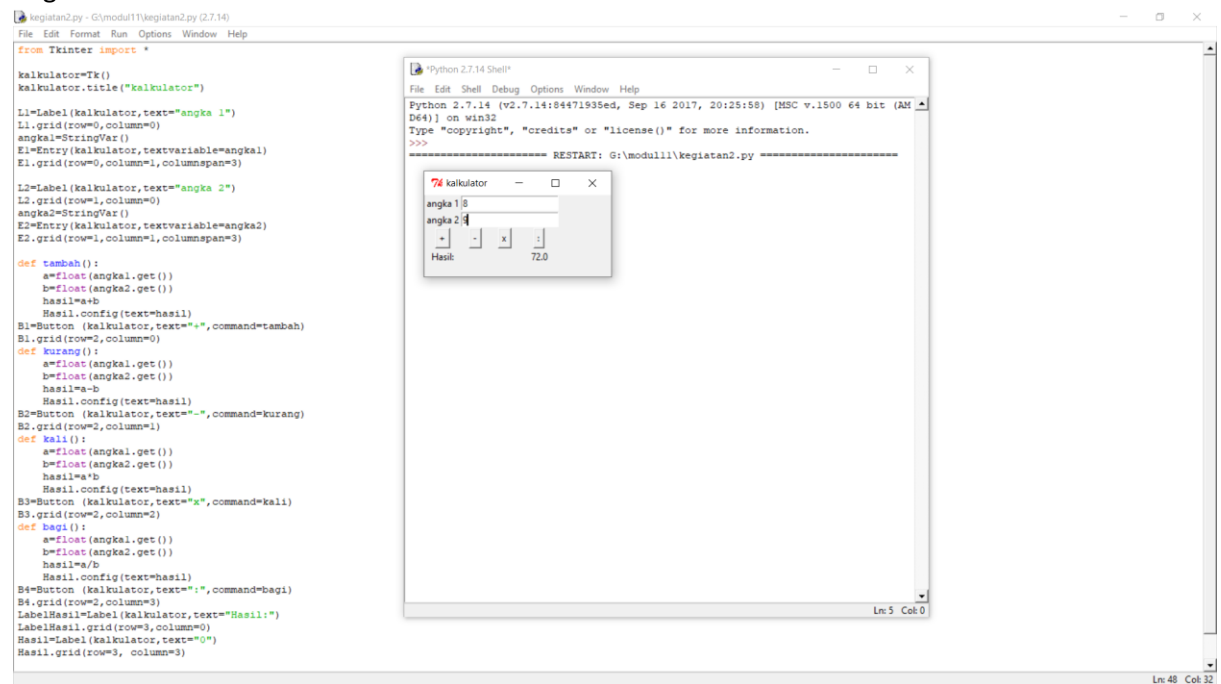 kegiatan2.py - G:\modul11\kegiatan2.py (2.7.14)
File Edit Format Run Options Window Help
from Tkinter import *
kalkulator=Tk()
kalkulator.title("kalkulator")
L1=Label(kalkulator,text="angka 1")
L1.grid(row=0,column=0)
angka1=StringVar()
E1=Entry(kalkulator,textvariable=angka1)
E1.grid(row=0,column=1,columnspan=3)
L2=Label(kalkulator,text="angka 2")
L2.grid(row=1,column=0)
angka2=StringVar()
E2=Entry(kalkulator,textvariable=angka2)
E2.grid(row=1,column=1,columnspan=3)
def tambah():
    a=float(angka1.get())
    b=float(angka2.get())
    hasil=a+b
    Hasil.config(text=hasil)
B1=Button (kalkulator,text="+",command=tambah)
B1.grid(row=2,column=0)
def kurang():
    a=float(angka1.get())
    b=float(angka2.get())
    hasil=a-b
    Hasil.config(text=hasil)
B2=Button (kalkulator,text="-",command=kurang)
B2.grid(row=2,column=1)
def kali():
    a=float(angka1.get())
    b=float(angka2.get())
    hasil=a*b
    Hasil.config(text=hasil)
B3=Button (kalkulator,text="x",command=kali)
B3.grid(row=2,column=2)
def bagi():
    a=float(angka1.get())
    b=float(angka2.get())
    hasil=a/b
    Hasil.config(text=hasil)
B4=Button (kalkulator,text=":",command=bagi)
B4.grid(row=2,column=3)
LabelHasil=Label(kalkulator,text="Hasil:")
LabelHasil.grid(row=3,column=0)
Hasil=Label(kalkulator,text="0")
Hasil.grid(row=3, column=3)
Ln: 48 Col: 32
*Python 2.7.14 Shell*
File Edit Shell Debug Options Window Help
Python 2.7.14 (v2.7.14:84471935ed, Sep 16 2017, 20:25:58) [MSC v.1500 64 bit (AM
D64)] on win32
Type "copyright", "credits" or "license()" for more information.
>>>
====================== RESTART: G:\modul11\kegiatan2.py ======================
Ln: 5 Col: 0
kalkulator
angka 1 8
angka 2 9
+ - x :
Hasil: 72.0